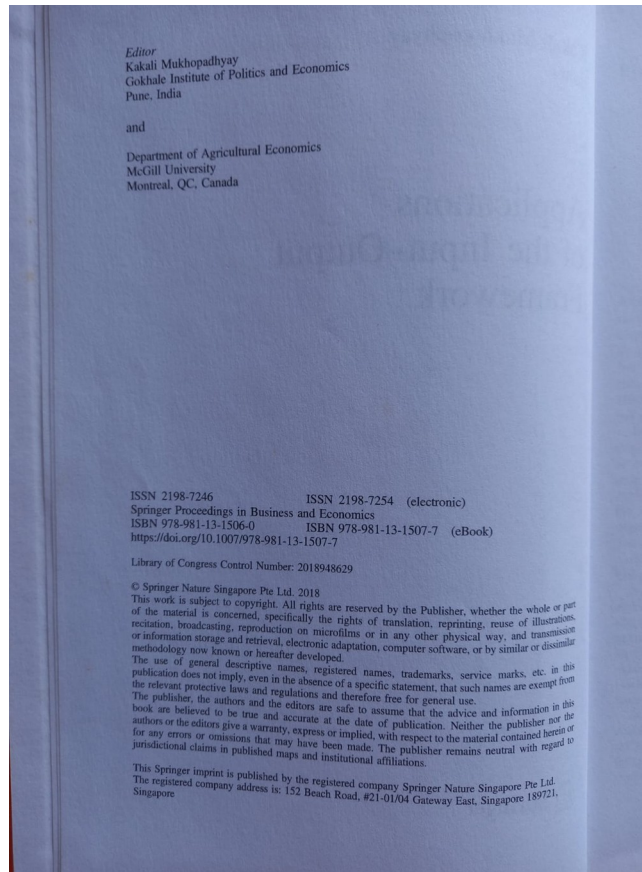 Editor
Kakali Mukhopadhyay
Gokhale Institute of Politics and Economics
Pune, India
and
Department of Agricultural Economics
McGill University
Montreal, QC, Canada
Applications
of the Input–Output
Framework
ISSN 2198-7246 ISSN 2198-7254 (electronic)
Springer Proceedings in Business and Economics
ISBN 978-981-13-1506-0 ISBN 978-981-13-1507-7 (eBook)
https://doi.org/10.1007/978-981-13-1507-7
Library of Congress Control Number: 2018948629
© Springer Nature Singapore Pte Ltd. 2018
This work is subject to copyright. All rights are reserved by the Publisher, whether the whole or part
of the material is concerned, specifically the rights of translation, reprinting, reuse of illustrations,
recitation, broadcasting, reproduction on microfilms or in any other physical way, and transmission
or information storage and retrieval, electronic adaptation, computer software, or by similar or dissimilar
methodology now known or hereafter developed.
The use of general descriptive names, registered names, trademarks, service marks, etc. in this
publication does not imply, even in the absence of a specific statement, that such names are exempt from
the relevant protective laws and regulations and therefore free for general use.
The publisher, the authors and the editors are safe to assume that the advice and information in this
book are believed to be true and accurate at the date of publication. Neither the publisher nor the
authors or the editors give a warranty, express or implied, with respect to the material contained herein or
for any errors or omissions that may have been made. The publisher remains neutral with regard to
jurisdictional claims in published maps and institutional affiliations.
This Springer imprint is published by the registered company Springer Nature Singapore Pte Ltd.
The registered company address is: 152 Beach Road, #21-01/04 Gateway East, Singapore 189721,
Singapore